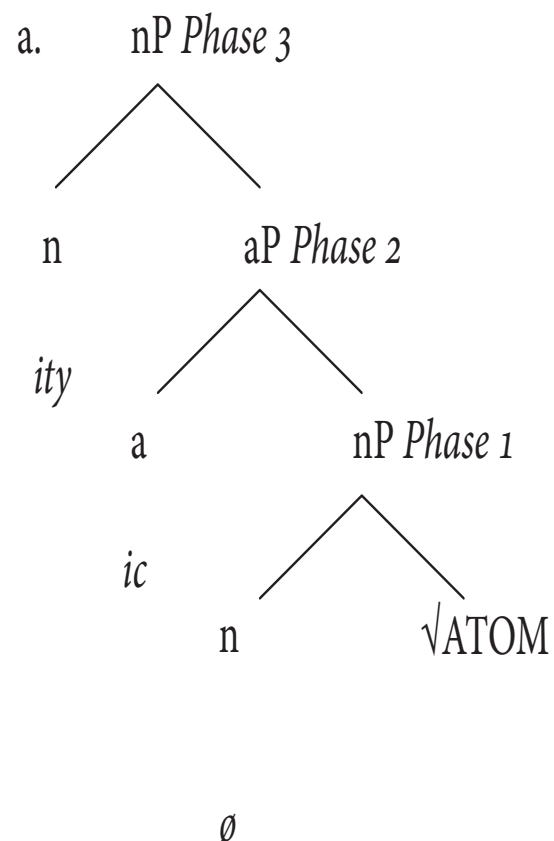 a. nP Phase 3
n aP Phase 2
ity
a nP Phase 1
ic
n √ATOM
ø